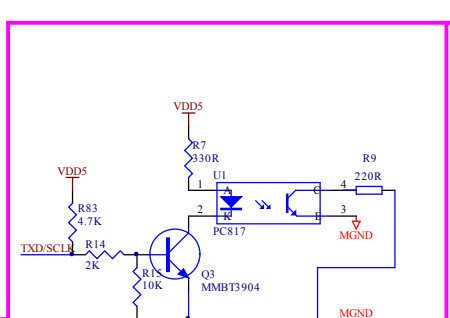 VDD5
R7
330R
VDD5
U1
R9
220R
1
A
C
4
R83
4.7K
2
K
E
3
PC817
MGND
TXD/SCLK
R14
2K
R15
10K
Q3
MMBT3904
MGND